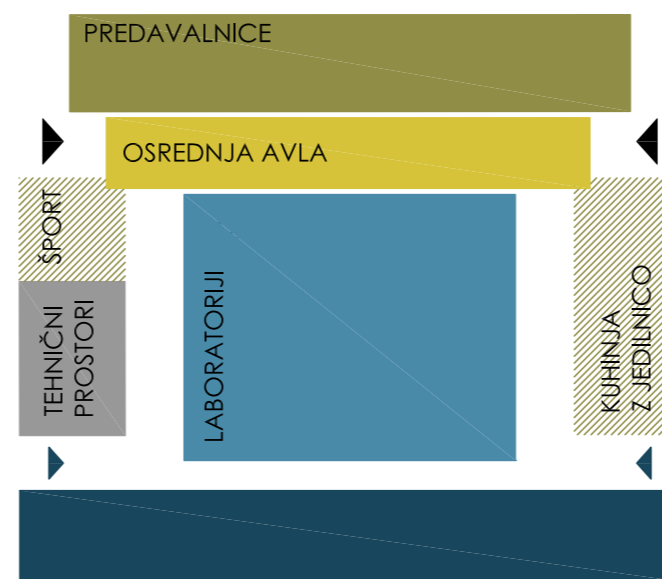 PREDAVALNICE
OSREDNJA AVLA
ŠPORT
TEHNIČNI
PROSTORI
LABORATORIJI
KUHINJA
Z JEDILNICO